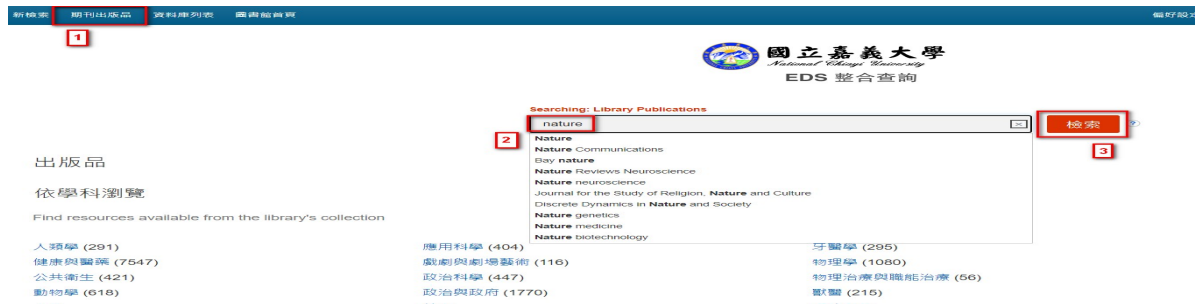 新檢索 期刊出版品 資料庫列表 圖書館首頁 偏好設定
1
國立嘉義大學
National Chiayi University
EDS 整合查詢
Searching: Library Publications
nature 檢索
2
3
Nature
Nature Communications
Bay nature
Nature Reviews Neuroscience
Nature neuroscience
Journal for the Study of Religion, Nature and Culture
Discrete Dynamics in Nature and Society
Nature genetics
Nature medicine
Nature biotechnology
出版品
依學科瀏覽
Find resources available from the library's collection
人類學 (291) 應用科學 (404) 牙醫學 (295)
健康與醫藥 (7547) 戲劇與劇場藝術 (116) 物理學 (1080)
公共衛生 (421) 政治科學 (447) 物理治療與職能治療 (56)
動物學 (618) 政治與政府 (1770) 獸醫 (215)